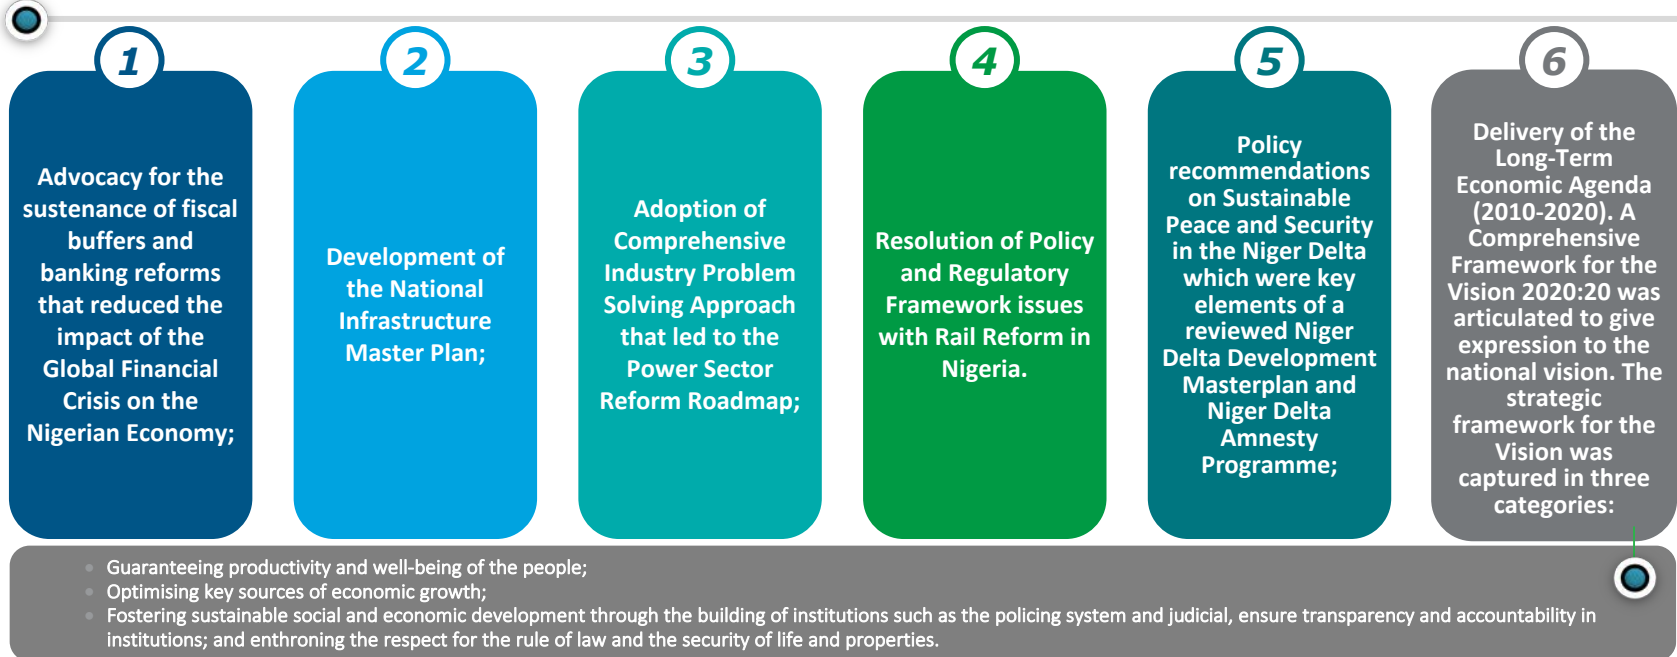 1
Advocacy for the
sustenance of fiscal
buffers and
banking reforms
that reduced the
impact of the
Global Financial
Crisis on the
Nigerian Economy;
2
Development of
the National
Infrastructure
Master Plan;
3
Adoption of
Comprehensive
Industry Problem
Solving Approach
that led to the
Power Sector
Reform Roadmap;
4
Resolution of Policy
and Regulatory
Framework issues
with Rail Reform in
Nigeria.
5
Policy
recommendations
on Sustainable
Peace and Security
in the Niger Delta
which were key
elements of a
reviewed Niger
Delta Development
Masterplan and
Niger Delta
Amnesty
Programme;
6
Delivery of the
Long-Term
Economic Agenda
(2010-2020). A
Comprehensive
Framework for the
Vision 2020:20 was
articulated to give
expression to the
national vision. The
strategic
framework for the
Vision was
captured in three
categories:
Guaranteeing productivity and well-being of the people;
Optimising key sources of economic growth;
Fostering sustainable social and economic development through the building of institutions such as the policing system and judicial, ensure transparency and accountability in
institutions; and enthroning the respect for the rule of law and the security of life and properties.